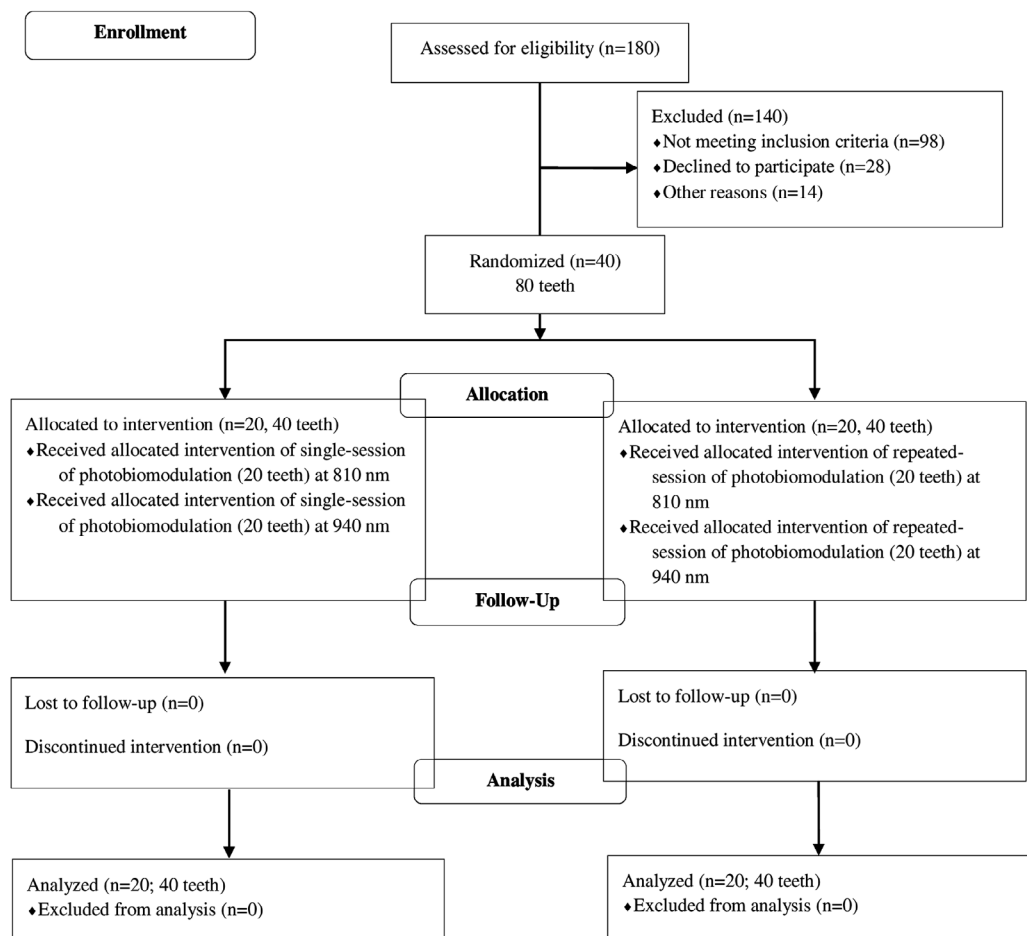 Enrollment
Assessed for eligibility (n=180)
Excluded (n=140)
♦Not meeting inclusion criteria (n=98)
♦Declined to participate (n=28)
♦Other reasons (n=14)
Randomized (n=40)
80 teeth
Allocation
Allocated to intervention (n=20, 40 teeth)
♦Received allocated intervention of single-session
of photobiomodulation (20 teeth) at 810 nm
♦Received allocated intervention of single-session
of photobiomodulation (20 teeth) at 940 nm
Allocated to intervention (n=20, 40 teeth)
♦Received allocated intervention of repeated-
session of photobiomodulation (20 teeth) at
810 nm
♦Received allocated intervention of repeated-
session of photobiomodulation (20 teeth) at
940 nm
Follow-Up
Lost to follow-up (n=0)
Discontinued intervention (n=0)
Lost to follow-up (n=0)
Discontinued intervention (n=0)
Analysis
Analyzed (n=20; 40 teeth)
♦Excluded from analysis (n=0)
Analyzed (n=20; 40 teeth)
♦Excluded from analysis (n=0)